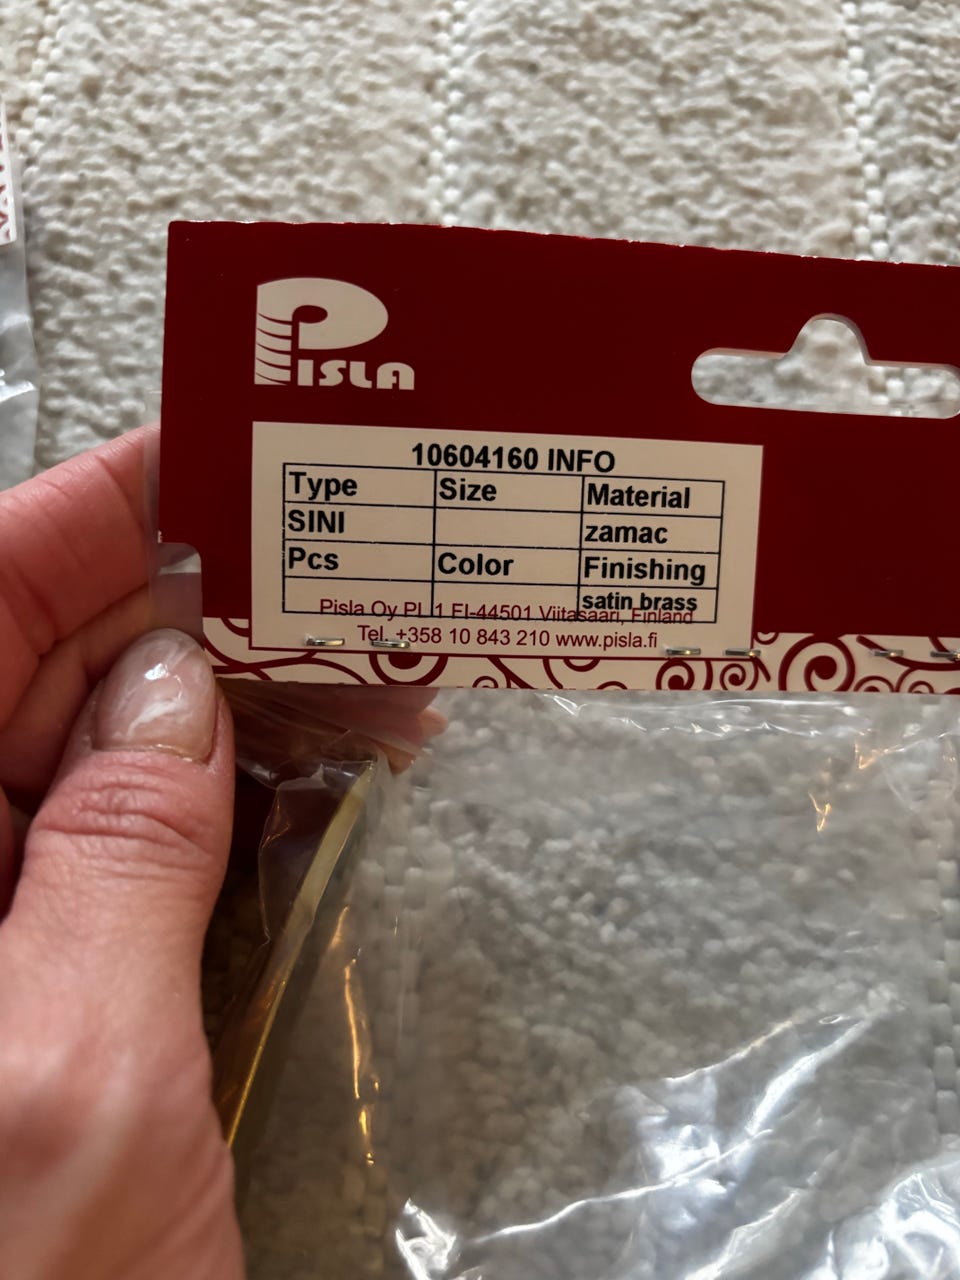 PISLA
10604160 INFO
Type Size Material
SINI zamac
Pcs Color Finishing
satin brass
Pisla Oy PL 1 FI-44501 Viitasaari, Finland
Tel. +358 10 843 210 www.pisla.fi